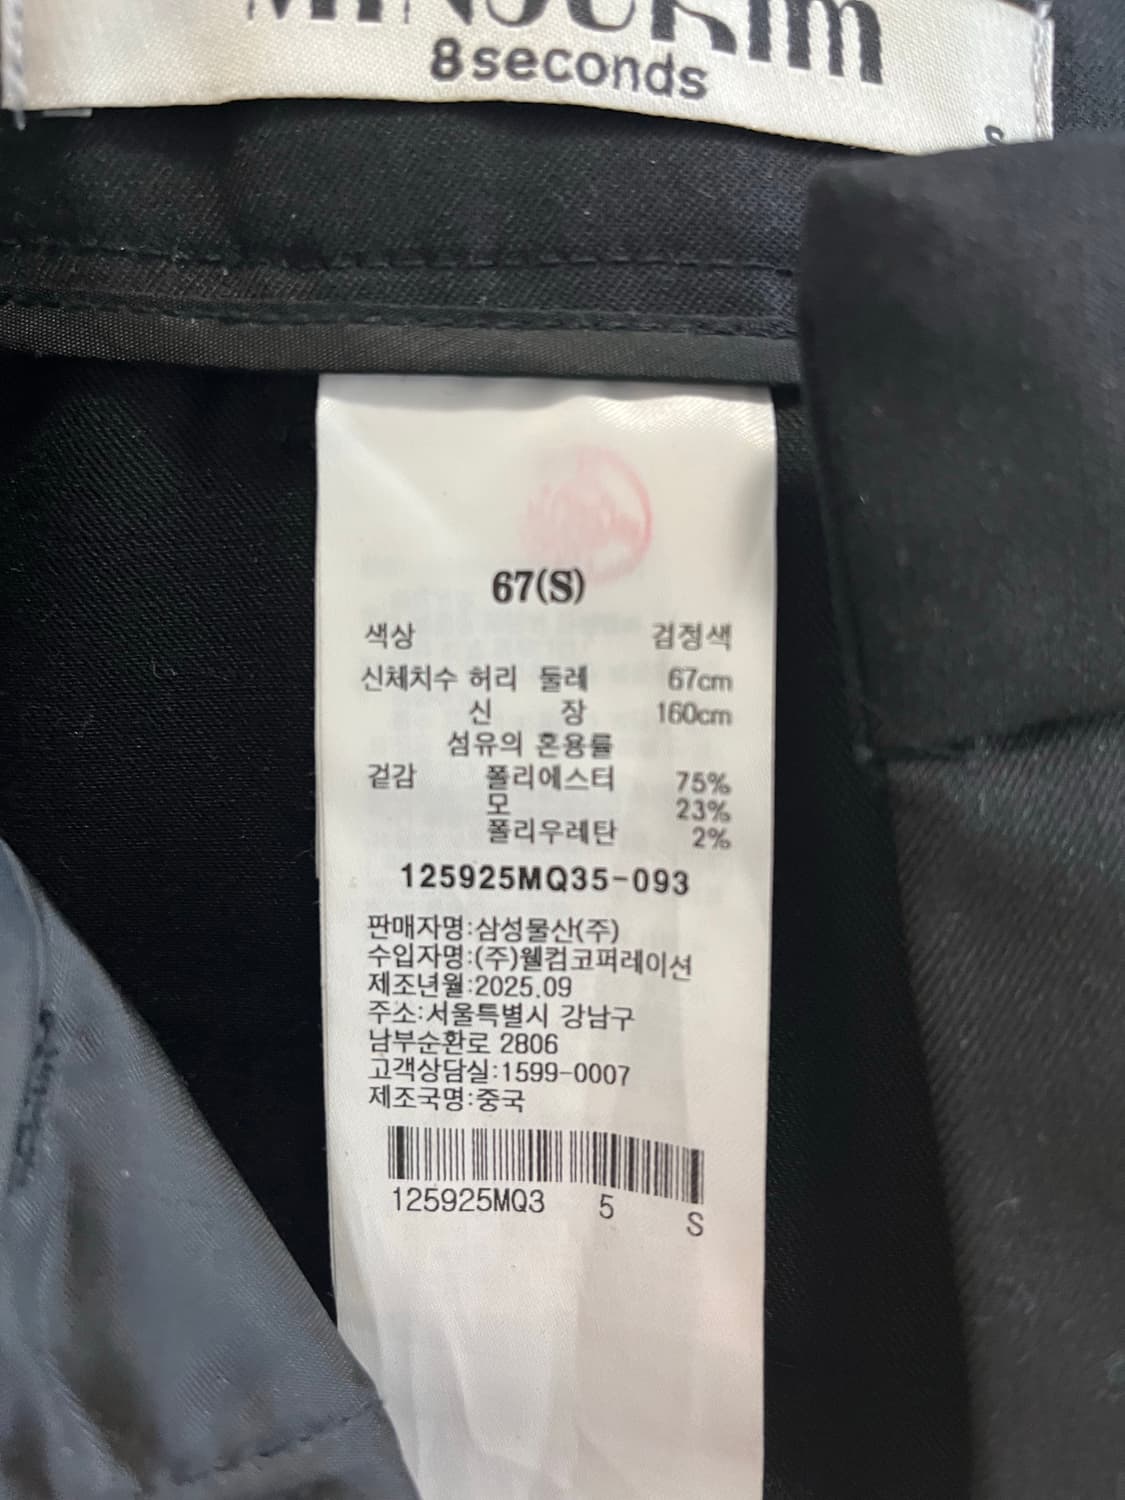 MINJUKIM
8seconds
S
67(S)
색상 검정색
신체치수 허리 둘레 67cm
신 장 160cm
섬유의 혼용률
겉감 폴리에스터 75%
모 23%
폴리우레탄 2%
125925MQ35-093
판매자명:삼성물산(주)
수입자명:(주)웰컴코퍼레이션
제조년월:2025.09
주소:서울특별시 강남구
남부순환로 2806
고객상담실:1599-0007
제조국명:중국
125925MQ3 5 S